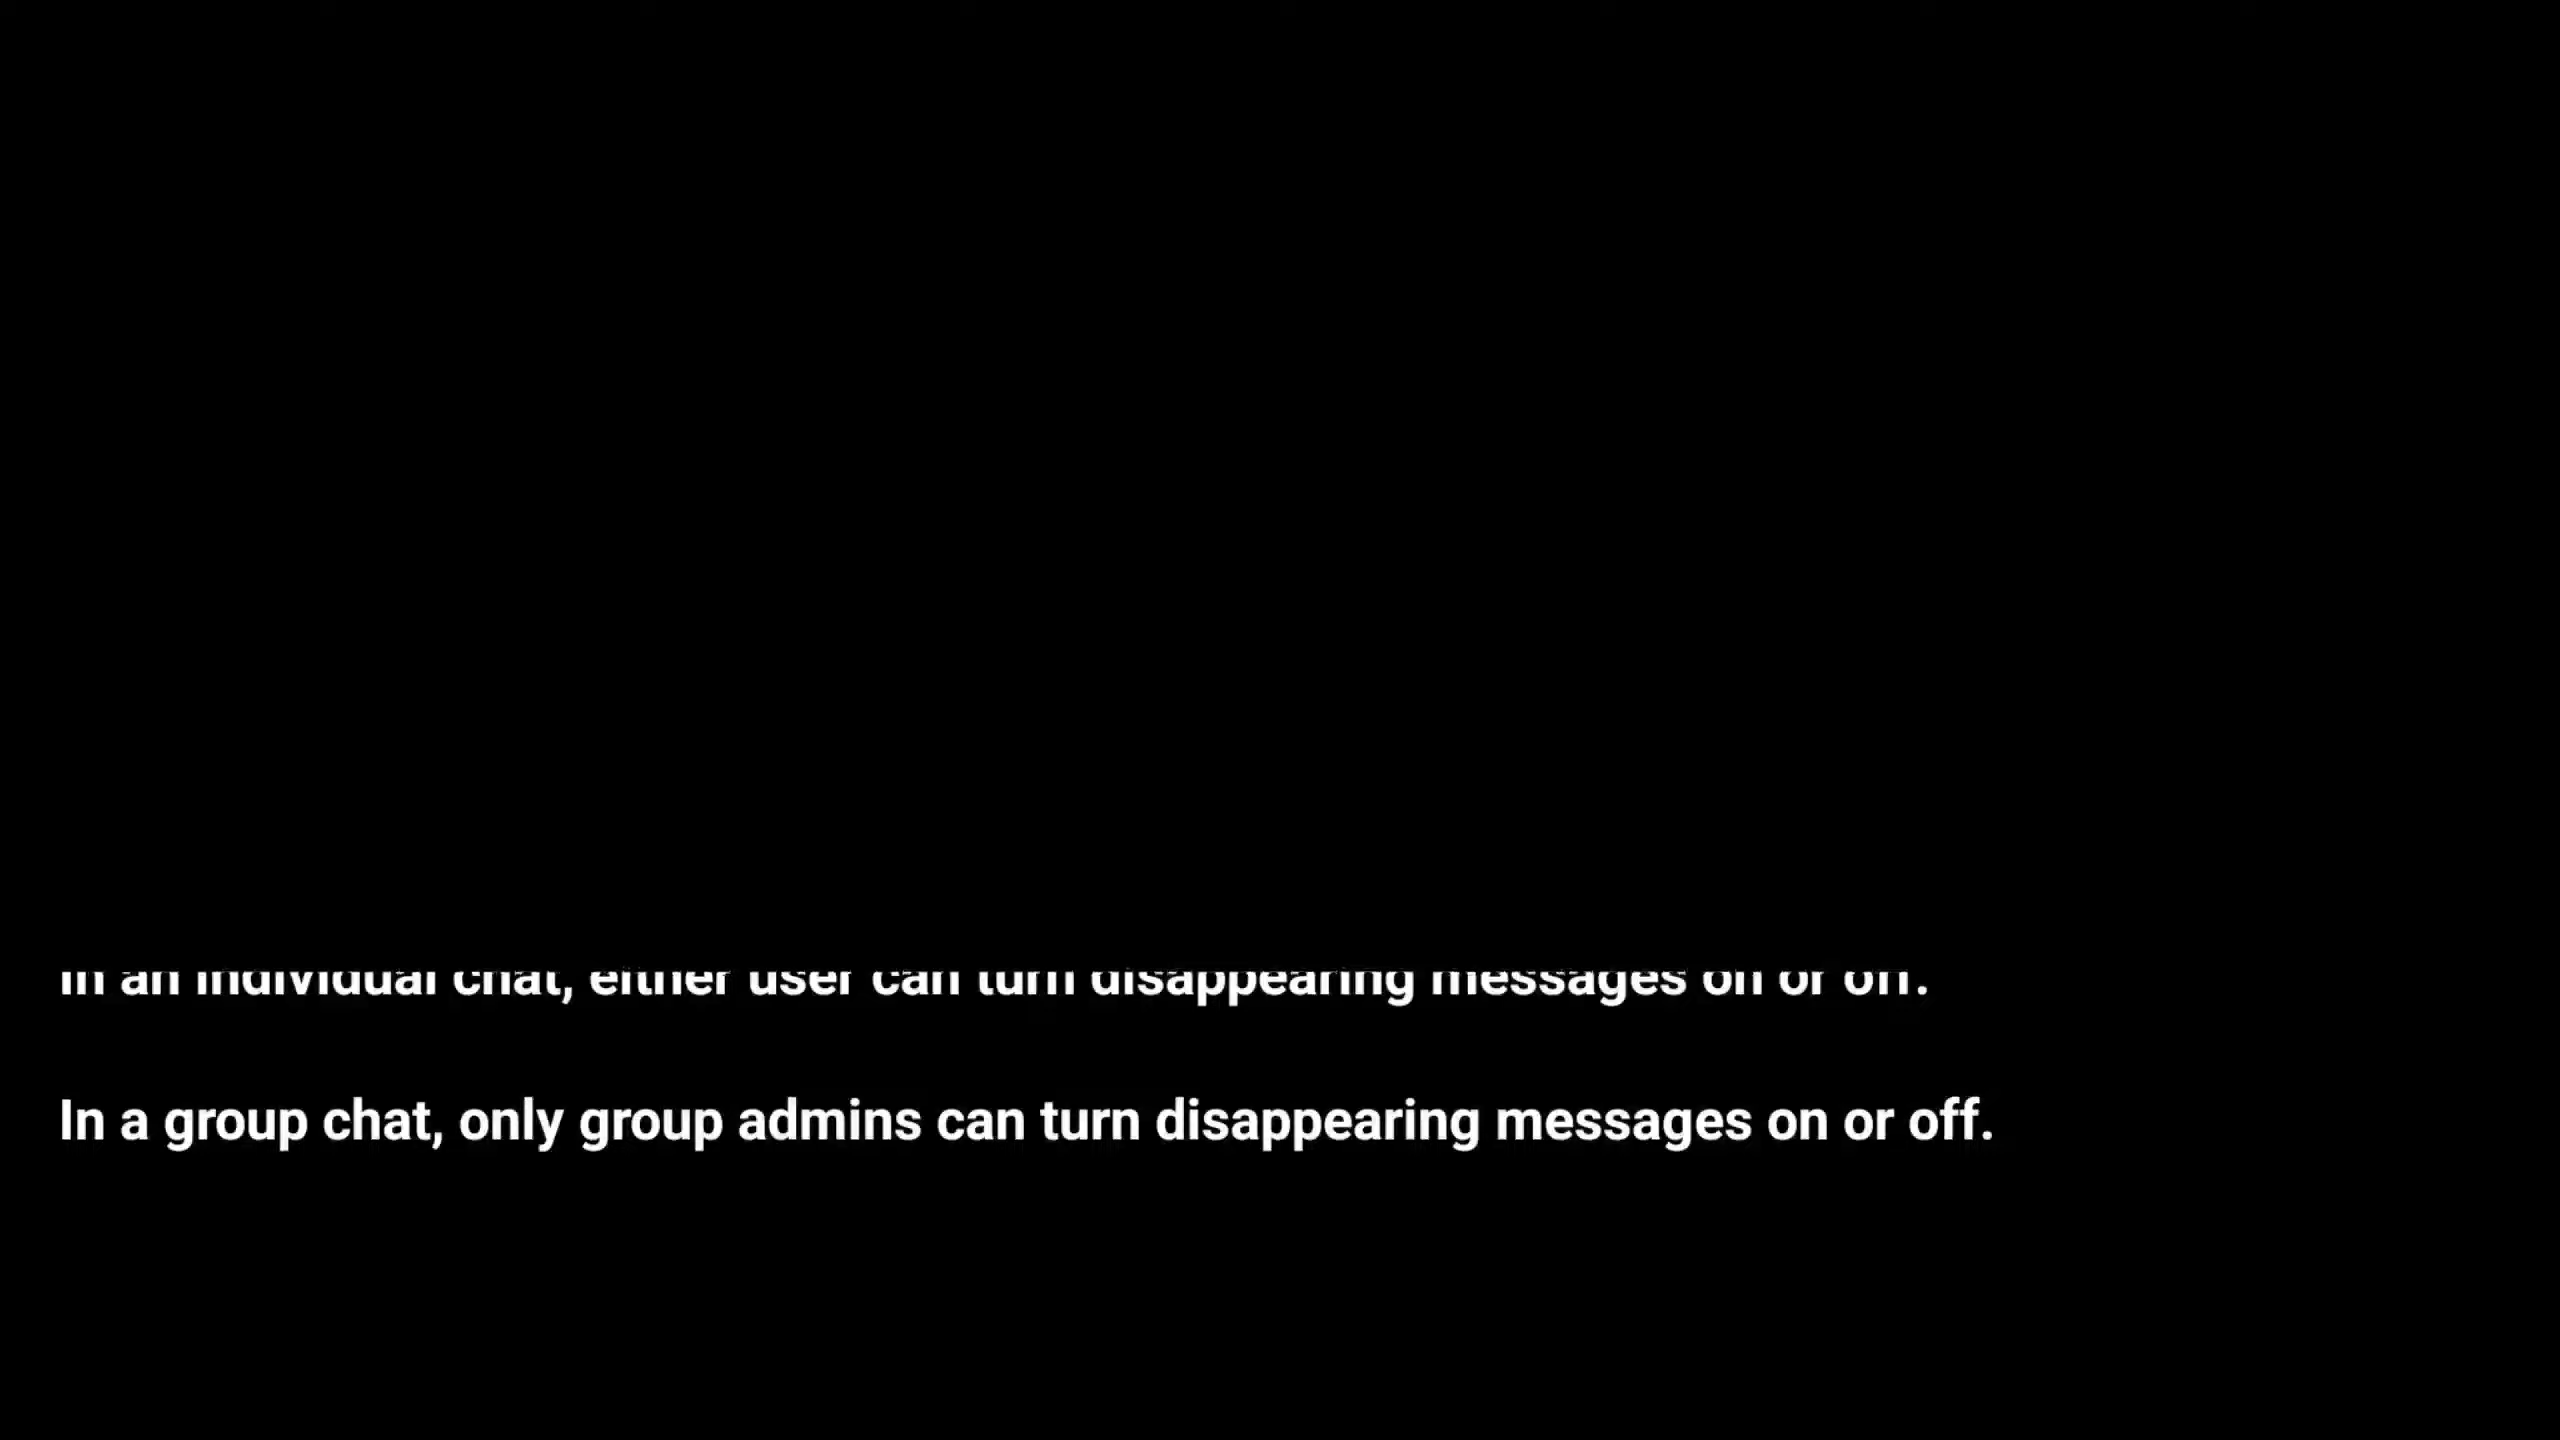 In an individual chat, either user can turn disappearing messages on or off.
In a group chat, only group admins can turn disappearing messages on or off.